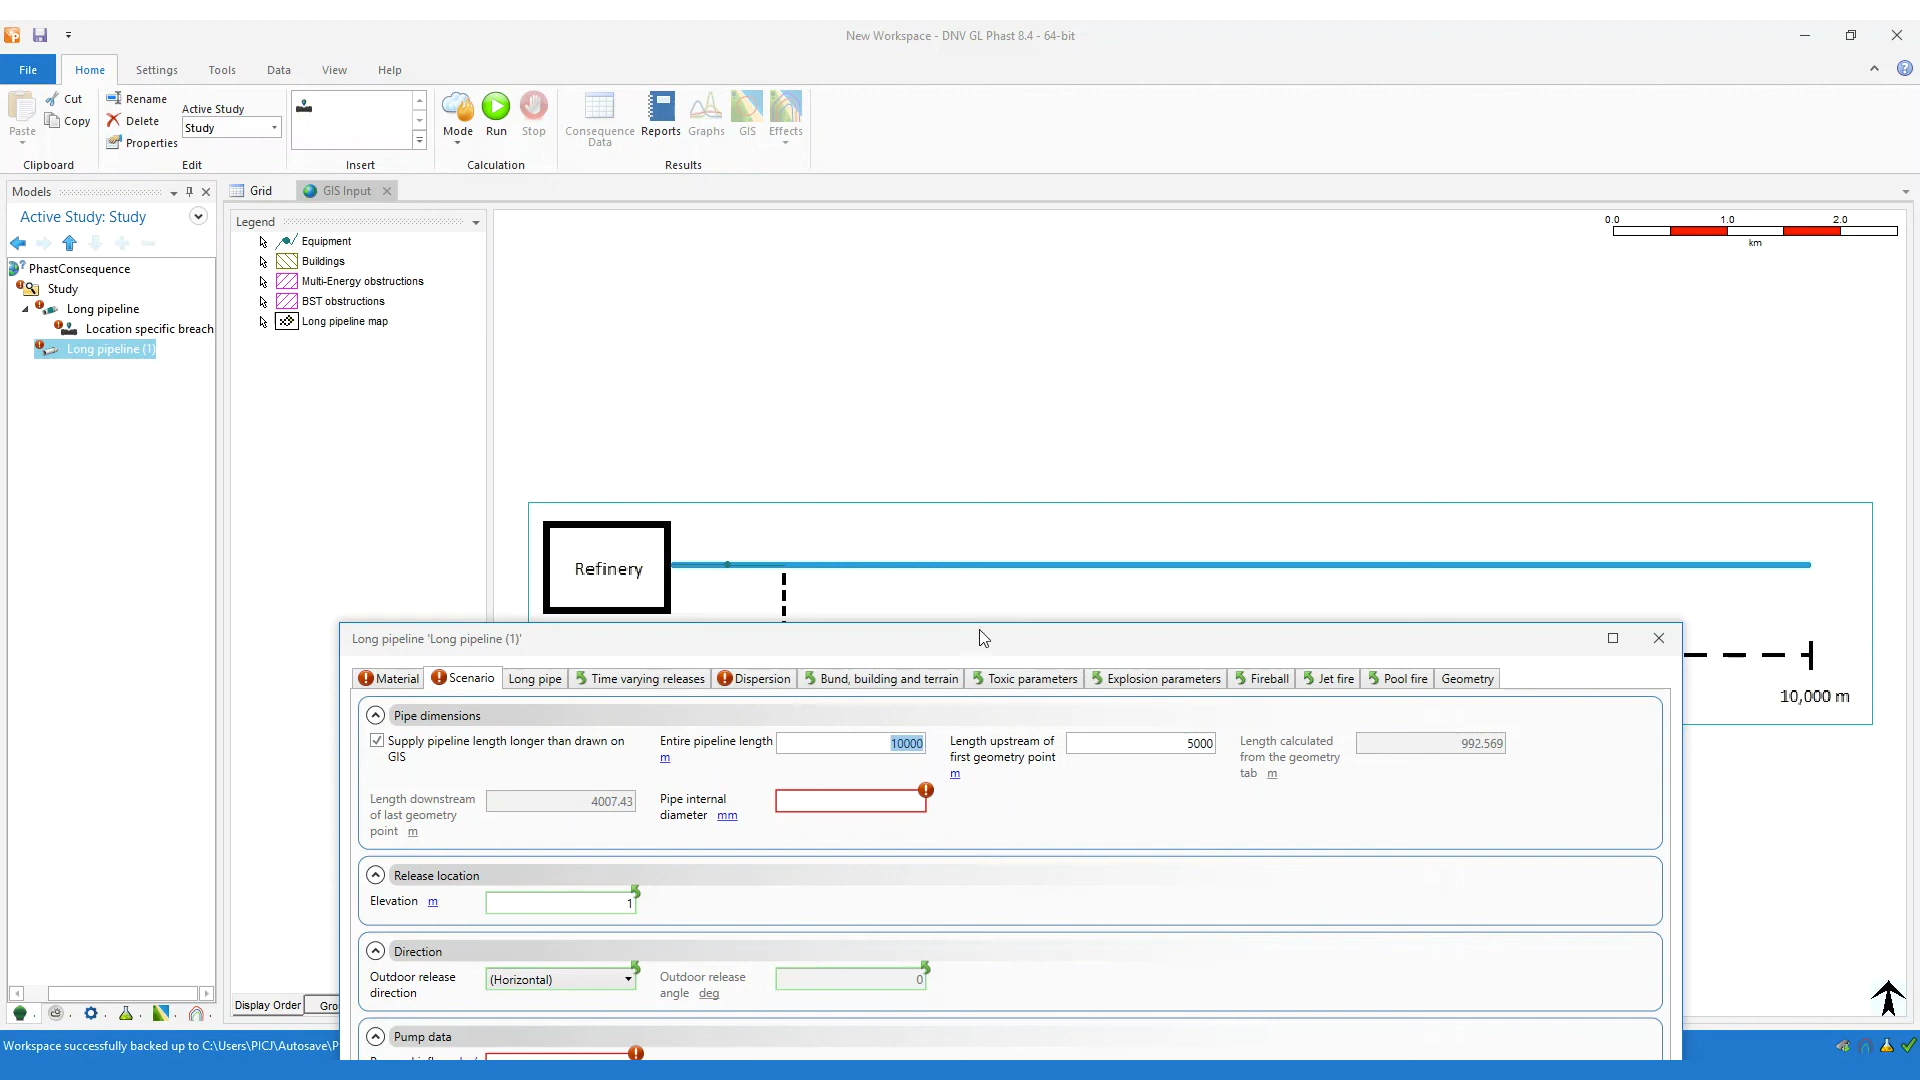 New Workspace - DNV GL Phast 8.4 - 64-bit
File Home Settings Tools Data View Help
Paste
Cut
Copy
Clipboard
Rename
Delete
Properties
Active Study
Study
Edit
Insert
Mode Run Stop
Calculation
Consequence Data Reports Graphs GIS Effects
Results
Models
Active Study: Study
PhastConsequence
Study
Long pipeline
Location specific breach
Long pipeline (1)
Grid GIS Input
Legend
Equipment
Buildings
Multi-Energy obstructions
BST obstructions
Long pipeline map
Display Order
0.0 1.0 2.0
km
Refinery
10,000 m
Long pipeline 'Long pipeline (1)'
Material Scenario Long pipe Time varying releases Dispersion Bund, building and terrain Toxic parameters Explosion parameters Fireball Jet fire Pool fire Geometry
Pipe dimensions
Supply pipeline length longer than drawn on GIS
Entire pipeline length m 10000
Length upstream of first geometry point m 5000
Length calculated from the geometry tab m 992.569
Length downstream of last geometry point m 4007.43
Pipe internal diameter mm
Release location
Elevation m 1
Direction
Outdoor release direction (Horizontal)
Outdoor release angle deg 0
Pump data
Workspace successfully backed up to C:\Users\PICJ\Autosave\P